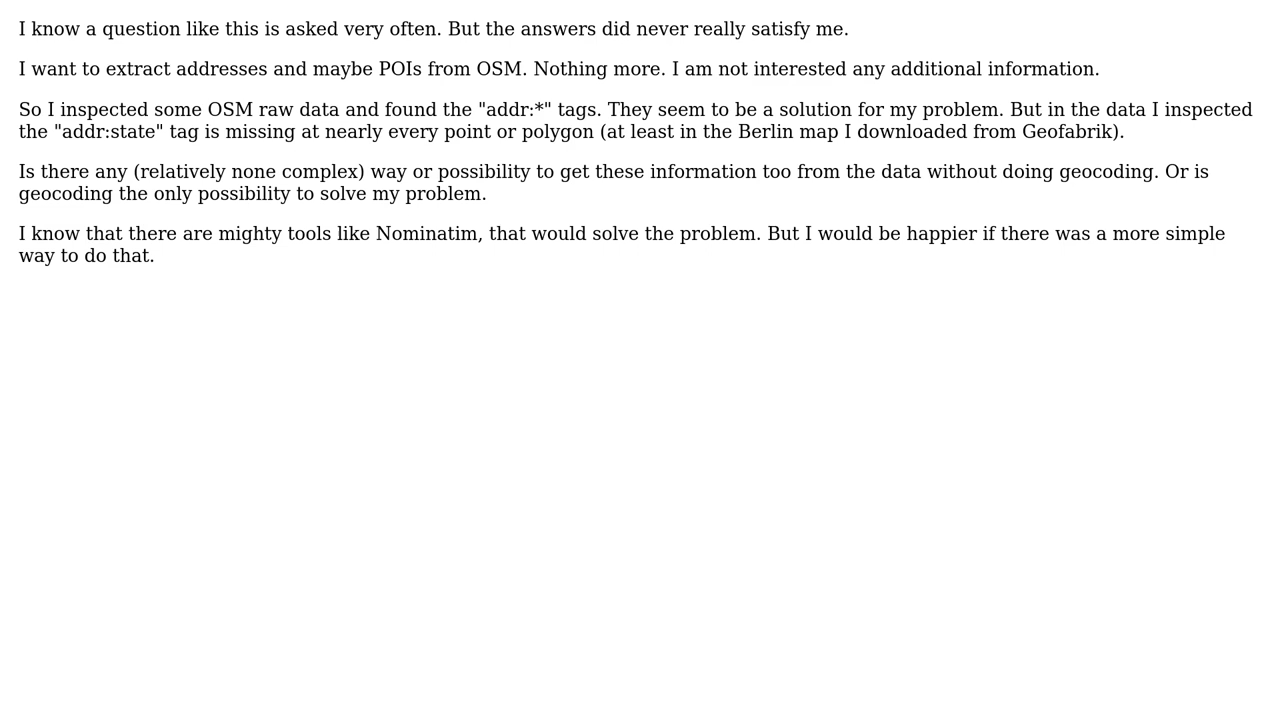 I know a question like this is asked very often. But the answers did never really satisfy me.
I want to extract addresses and maybe POIs from OSM. Nothing more. I am not interested any additional information.
So I inspected some OSM raw data and found the "addr:*" tags. They seem to be a solution for my problem. But in the data I inspected
the "addr:state" tag is missing at nearly every point or polygon (at least in the Berlin map I downloaded from Geofabrik).
Is there any (relatively none complex) way or possibility to get these information too from the data without doing geocoding. Or is
geocoding the only possibility to solve my problem.
I know that there are mighty tools like Nominatim, that would solve the problem. But I would be happier if there was a more simple
way to do that.